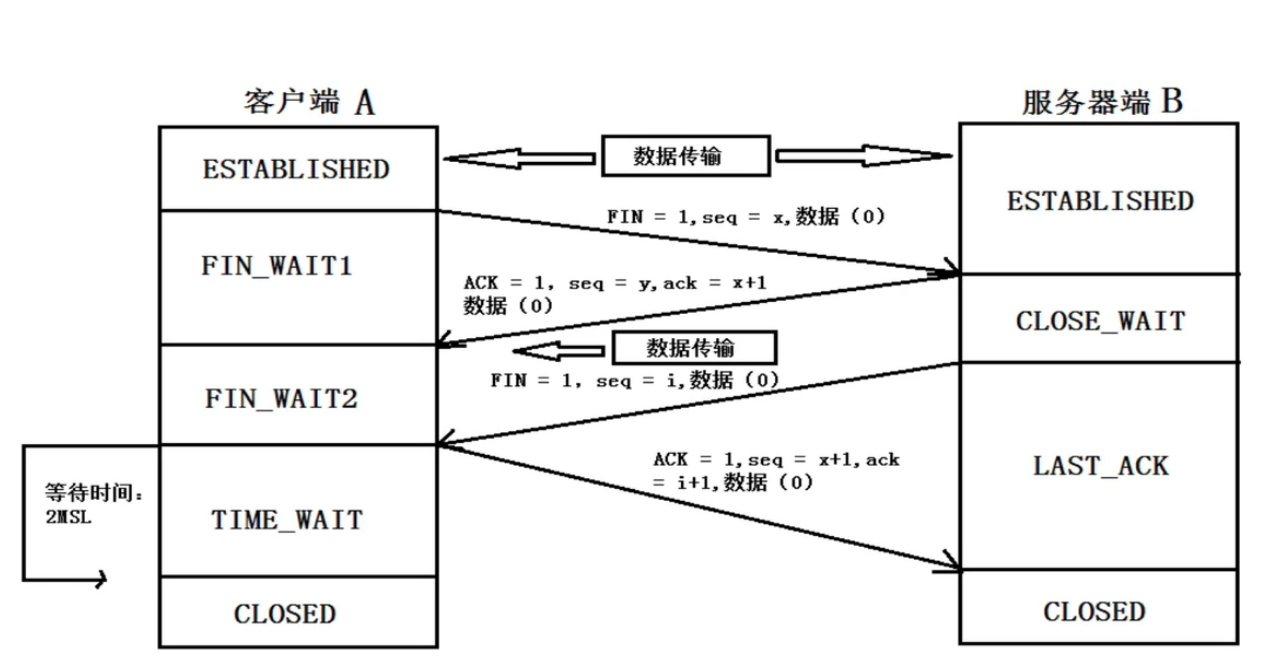 客户端 A
服务器端 B
ESTABLISHED
数据传输
ESTABLISHED
FIN = 1,seq = x,数据（0）
FIN_WAIT1
ACK = 1, seq = y,ack = x+1
数据（0）
CLOSE_WAIT
数据传输
FIN = 1, seq = i,数据（0）
FIN_WAIT2
ACK = 1,seq = x+1,ack
= i+1,数据（0）
LAST_ACK
等待时间：
2MSL
TIME_WAIT
CLOSED
CLOSED